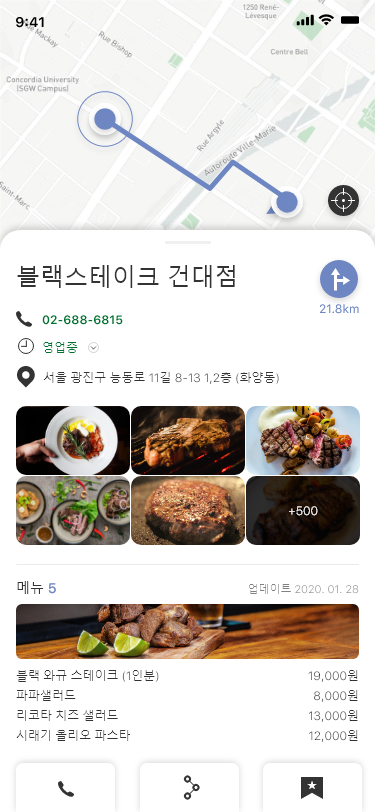 9:41
1250 René-
Lévesque
Rue Mackay
Rue Bishop
Centre Bell
Concordia University
(SGW Campus)
Rue Argyle
Autoroute Ville-Marie
Saint-Marc
블랙스테이크 건대점
02-688-6815
21.8km
영업중
서울 광진구 능동로 11길 8-13 1,2층 (화양동)
+500
메뉴 5
업데이트 2020. 01. 28
블랙 와규 스테이크 (1인분) 19,000원
파파샐러드 8,000원
리코타 치즈 샐러드 13,000원
시래기 올리오 파스타 12,000원